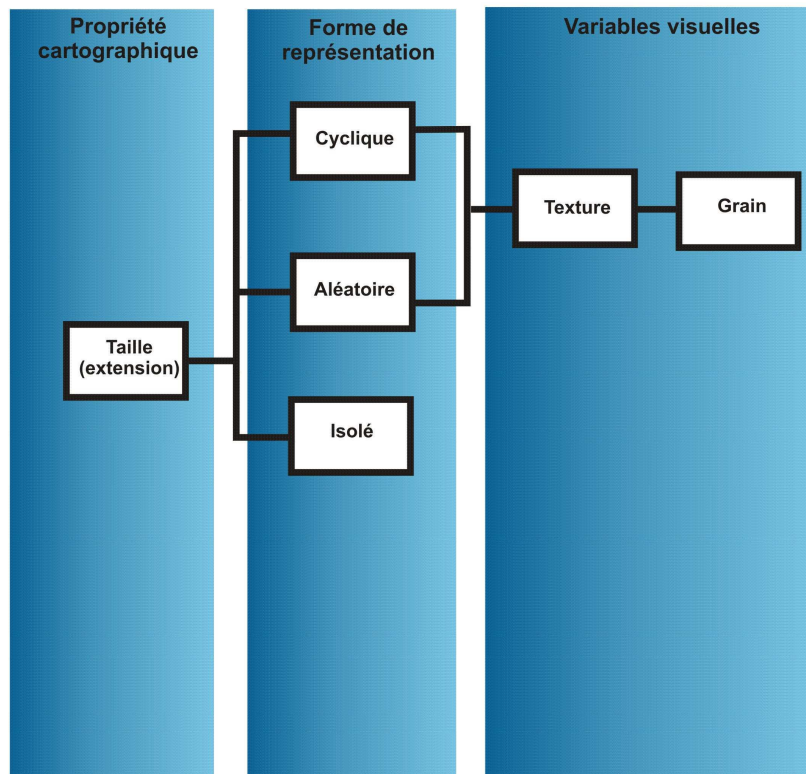 Propriété
cartographique
Forme de
représentation
Variables visuelles
Cyclique
Texture
Grain
Aléatoire
Taille
(extension)
Isolé